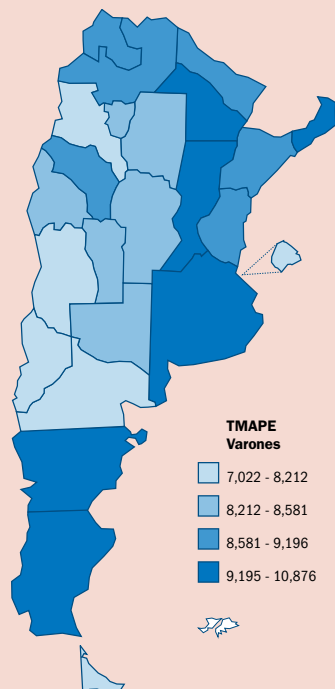 TMAPE
Varones
7,022 - 8,212
8,212 - 8,581
8,581 - 9,196
9,195 - 10,876